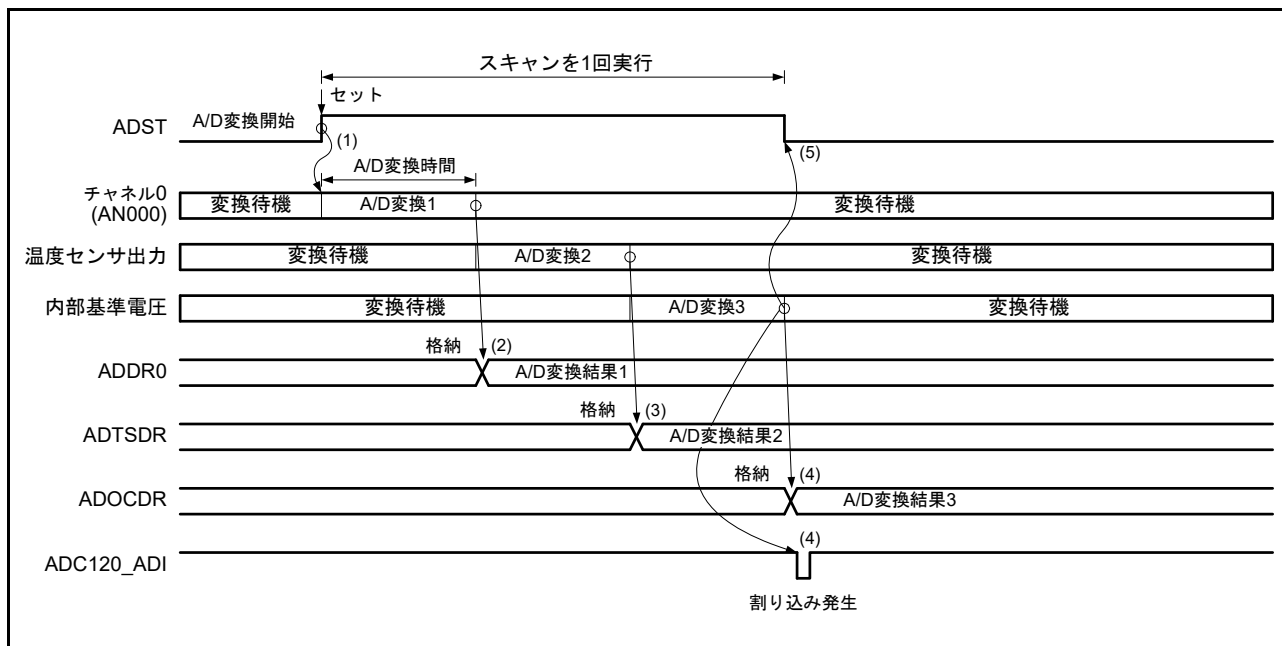 スキャンを1回実行
セット
ADST
A/D変換開始
(1)
(5)
A/D変換時間
チャネル0
(AN000)
変換待機
A/D変換1
変換待機
温度センサ出力
変換待機
A/D変換2
変換待機
内部基準電圧
変換待機
A/D変換3
変換待機
格納
(2)
ADDR0
A/D変換結果1
格納
(3)
ADTSDR
A/D変換結果2
格納
(4)
ADOCDR
A/D変換結果3
(4)
ADC120_ADI
割り込み発生